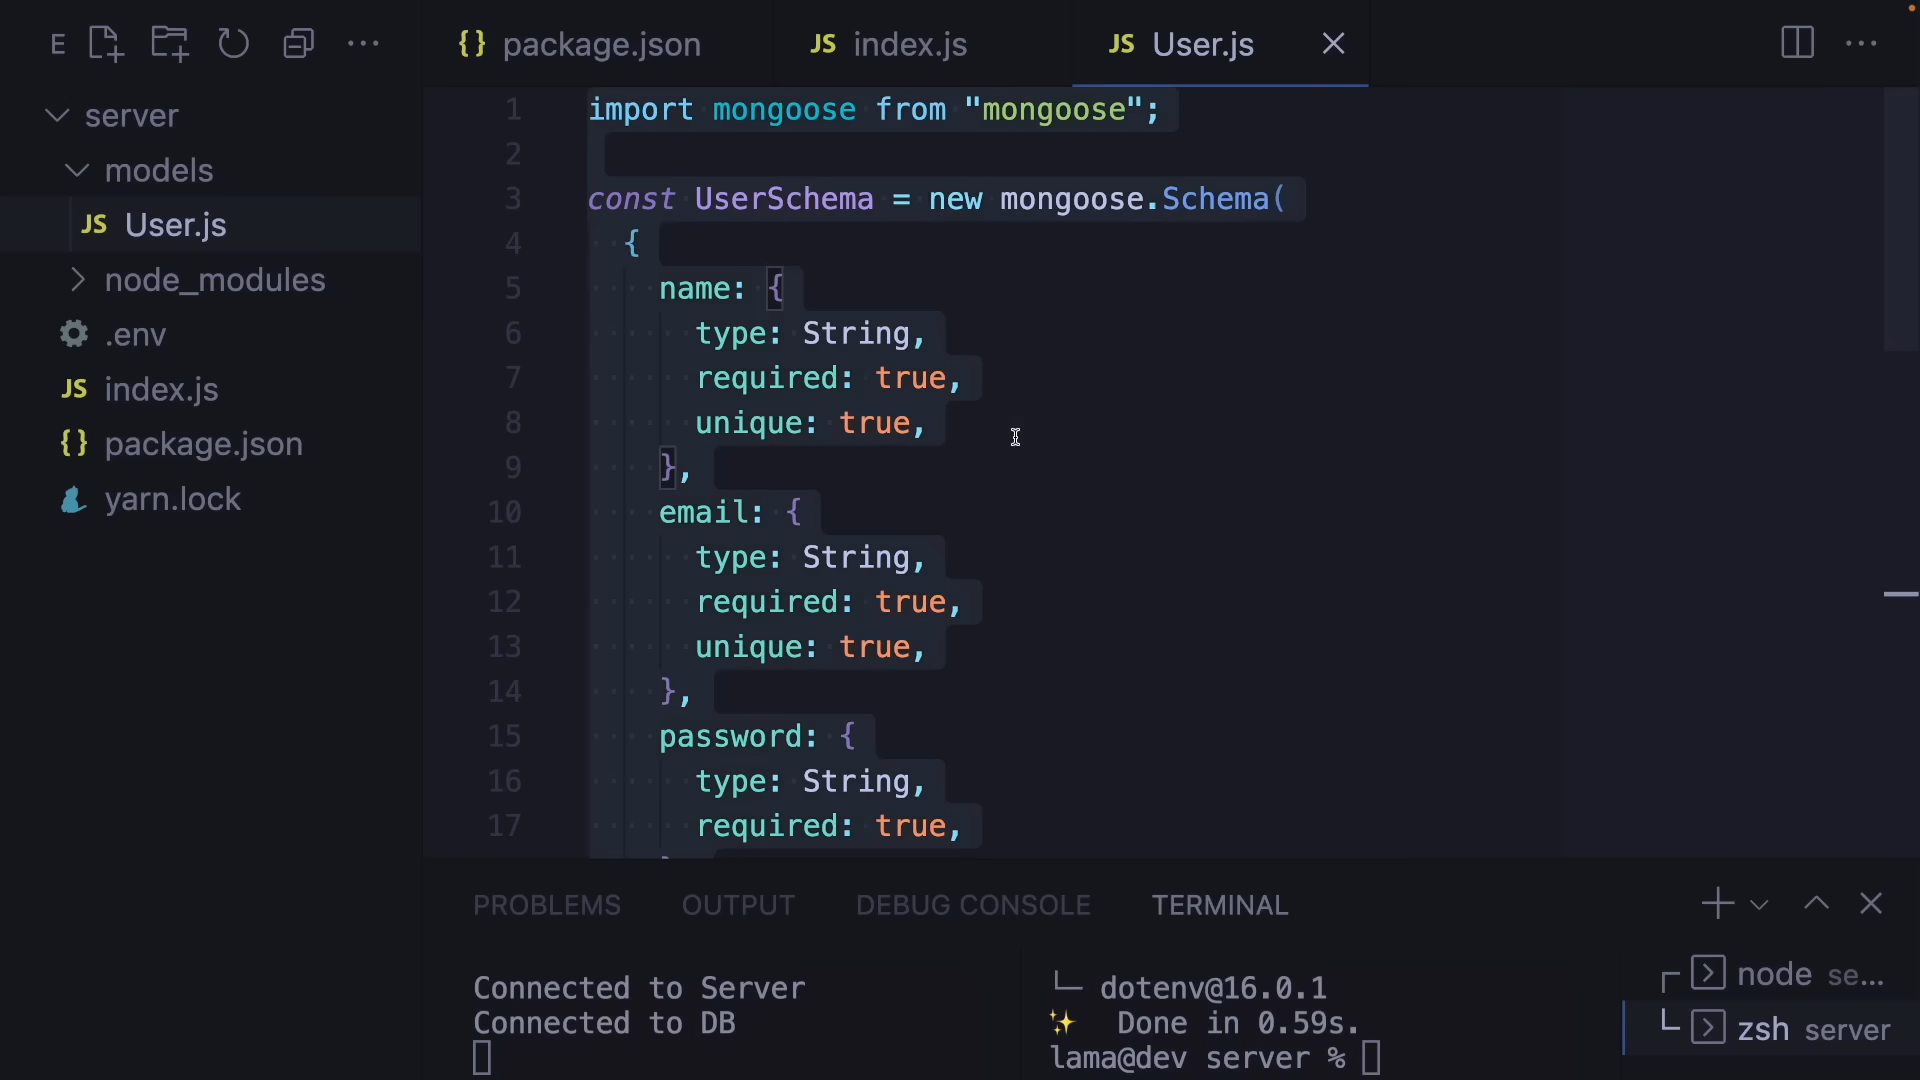 E
{} package.json
JS index.js
JS User.js
server
models
JS User.js
node_modules
.env
JS index.js
{} package.json
yarn.lock
1 import mongoose from "mongoose";
2
3 const UserSchema = new mongoose.Schema(
4 {
5 name: {
6 type: String,
7 required: true,
8 unique: true,
9 },
10 email: {
11 type: String,
12 required: true,
13 unique: true,
14 },
15 password: {
16 type: String,
17 required: true,
PROBLEMS OUTPUT DEBUG CONSOLE TERMINAL
Connected to Server
Connected to DB
└─ dotenv@16.0.1
✨ Done in 0.59s.
lama@dev server %
node se...
zsh server